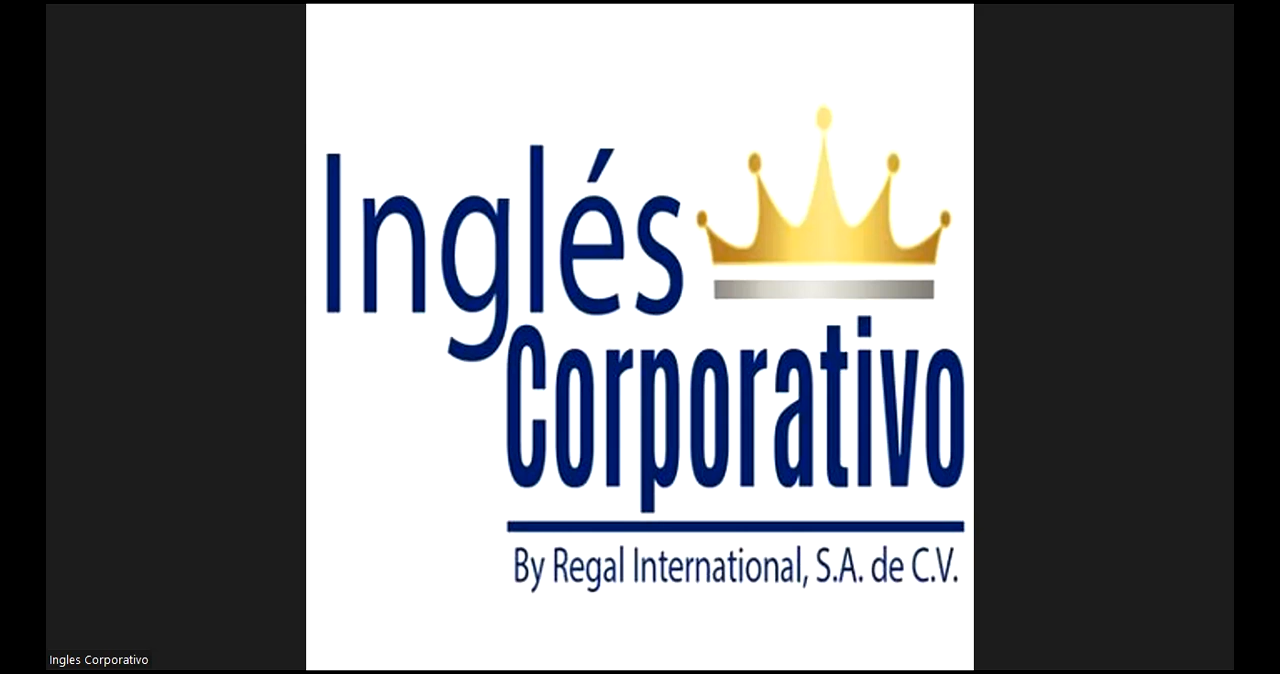 Inglés
Corporativo
By Regal International, S.A. de C.V.
Ingles Corporativo